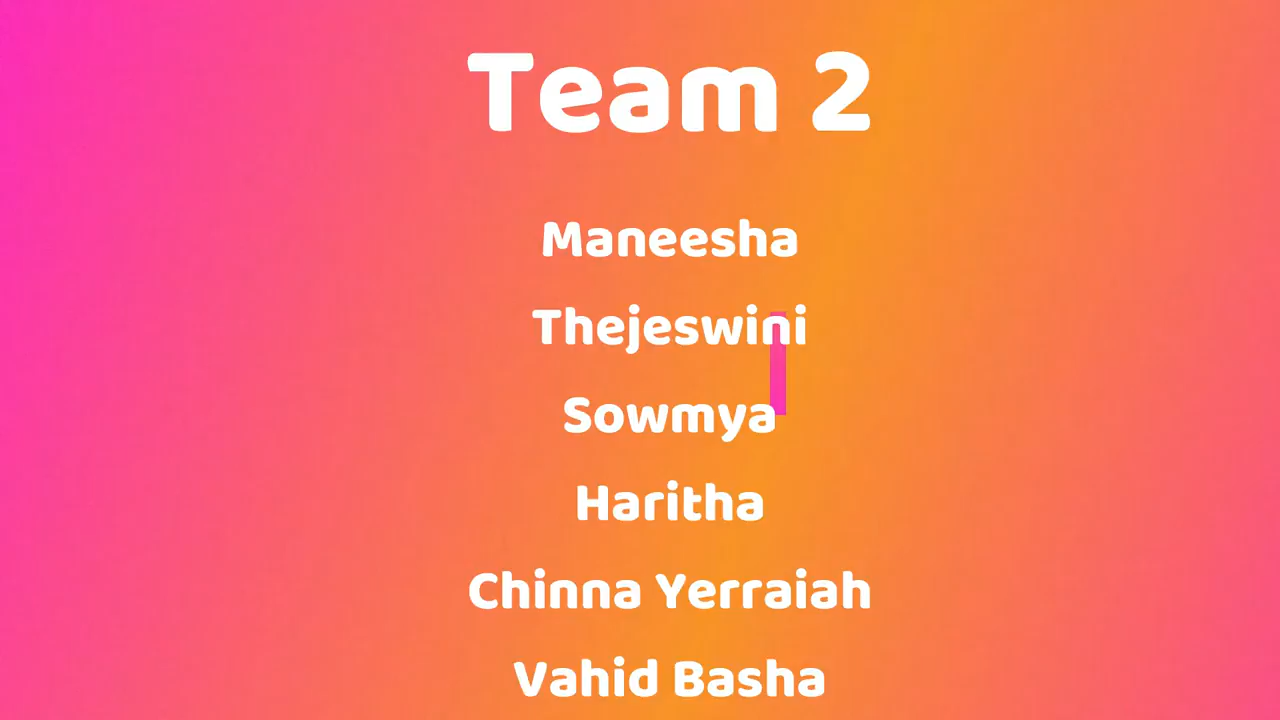 Team 2
Maneesha
Thejeswini
Sowmya
Haritha
Chinna Yerraiah
Vahid Basha